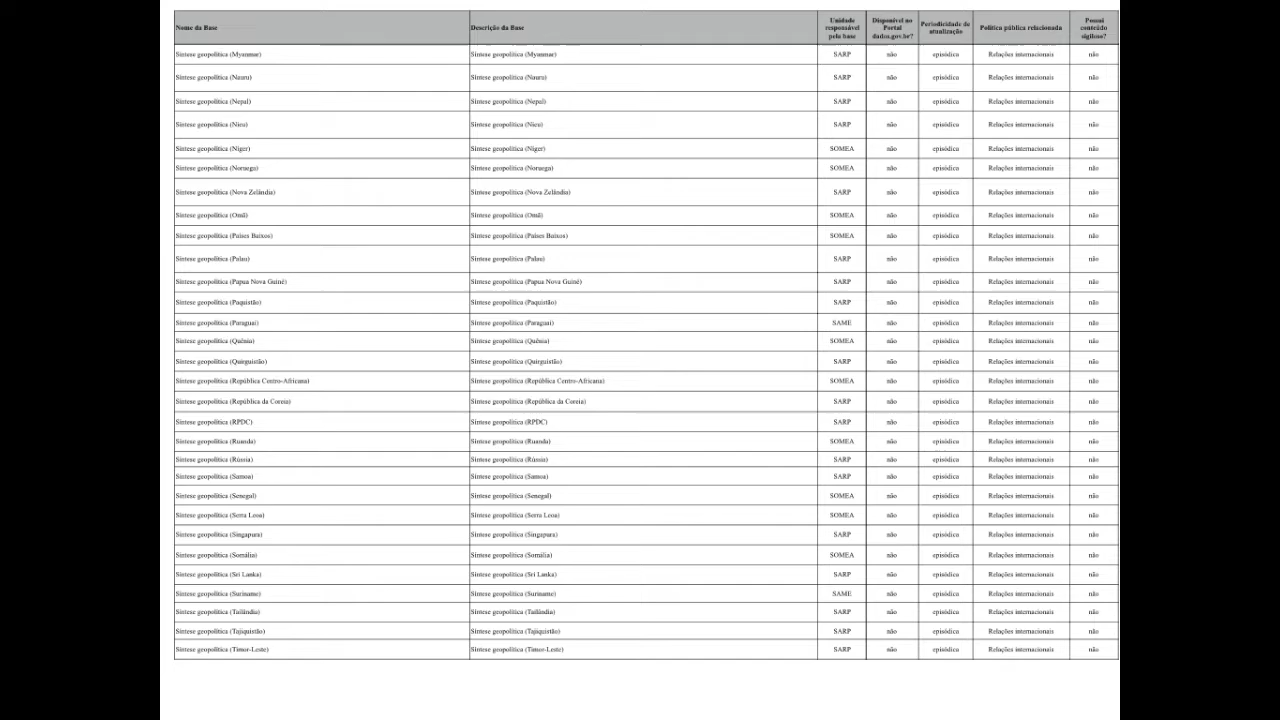 Nome da Base Descrição da Base Unidade responsável pela base Disponível no Portal dados.gov.br? Periodicidade de atualização Política pública relacionada Possui conteúdo sigiloso?
Síntese geopolítica (Myanmar) Síntese geopolítica (Myanmar) SARP não episódica Relações internacionais não
Síntese geopolítica (Nauru) Síntese geopolítica (Nauru) SARP não episódica Relações internacionais não
Síntese geopolítica (Nepal) Síntese geopolítica (Nepal) SARP não episódica Relações internacionais não
Síntese geopolítica (Nieu) Síntese geopolítica (Nieu) SARP não episódica Relações internacionais não
Síntese geopolítica (Níger) Síntese geopolítica (Níger) SOMEA não episódica Relações internacionais não
Síntese geopolítica (Noruega) Síntese geopolítica (Noruega) SOMEA não episódica Relações internacionais não
Síntese geopolítica (Nova Zelândia) Síntese geopolítica (Nova Zelândia) SARP não episódica Relações internacionais não
Síntese geopolítica (Omã) Síntese geopolítica (Omã) SOMEA não episódica Relações internacionais não
Síntese geopolítica (Países Baixos) Síntese geopolítica (Países Baixos) SOMEA não episódica Relações internacionais não
Síntese geopolítica (Palau) Síntese geopolítica (Palau) SARP não episódica Relações internacionais não
Síntese geopolítica (Papua Nova Guiné) Síntese geopolítica (Papua Nova Guiné) SARP não episódica Relações internacionais não
Síntese geopolítica (Paquistão) Síntese geopolítica (Paquistão) SARP não episódica Relações internacionais não
Síntese geopolítica (Paraguai) Síntese geopolítica (Paraguai) SAME não episódica Relações internacionais não
Síntese geopolítica (Quênia) Síntese geopolítica (Quênia) SOMEA não episódica Relações internacionais não
Síntese geopolítica (Quirguistão) Síntese geopolítica (Quirguistão) SARP não episódica Relações internacionais não
Síntese geopolítica (República Centro-Africana) Síntese geopolítica (República Centro-Africana) SOMEA não episódica Relações internacionais não
Síntese geopolítica (República da Coreia) Síntese geopolítica (República da Coreia) SARP não episódica Relações internacionais não
Síntese geopolítica (RPDC) Síntese geopolítica (RPDC) SARP não episódica Relações internacionais não
Síntese geopolítica (Ruanda) Síntese geopolítica (Ruanda) SOMEA não episódica Relações internacionais não
Síntese geopolítica (Rússia) Síntese geopolítica (Rússia) SARP não episódica Relações internacionais não
Síntese geopolítica (Samoa) Síntese geopolítica (Samoa) SARP não episódica Relações internacionais não
Síntese geopolítica (Senegal) Síntese geopolítica (Senegal) SOMEA não episódica Relações internacionais não
Síntese geopolítica (Serra Leoa) Síntese geopolítica (Serra Leoa) SOMEA não episódica Relações internacionais não
Síntese geopolítica (Singapura) Síntese geopolítica (Singapura) SARP não episódica Relações internacionais não
Síntese geopolítica (Somália) Síntese geopolítica (Somália) SOMEA não episódica Relações internacionais não
Síntese geopolítica (Sri Lanka) Síntese geopolítica (Sri Lanka) SARP não episódica Relações internacionais não
Síntese geopolítica (Suriname) Síntese geopolítica (Suriname) SAME não episódica Relações internacionais não
Síntese geopolítica (Tailândia) Síntese geopolítica (Tailândia) SARP não episódica Relações internacionais não
Síntese geopolítica (Tajiquistão) Síntese geopolítica (Tajiquistão) SARP não episódica Relações internacionais não
Síntese geopolítica (Timor-Leste) Síntese geopolítica (Timor-Leste) SARP não episódica Relações internacionais não